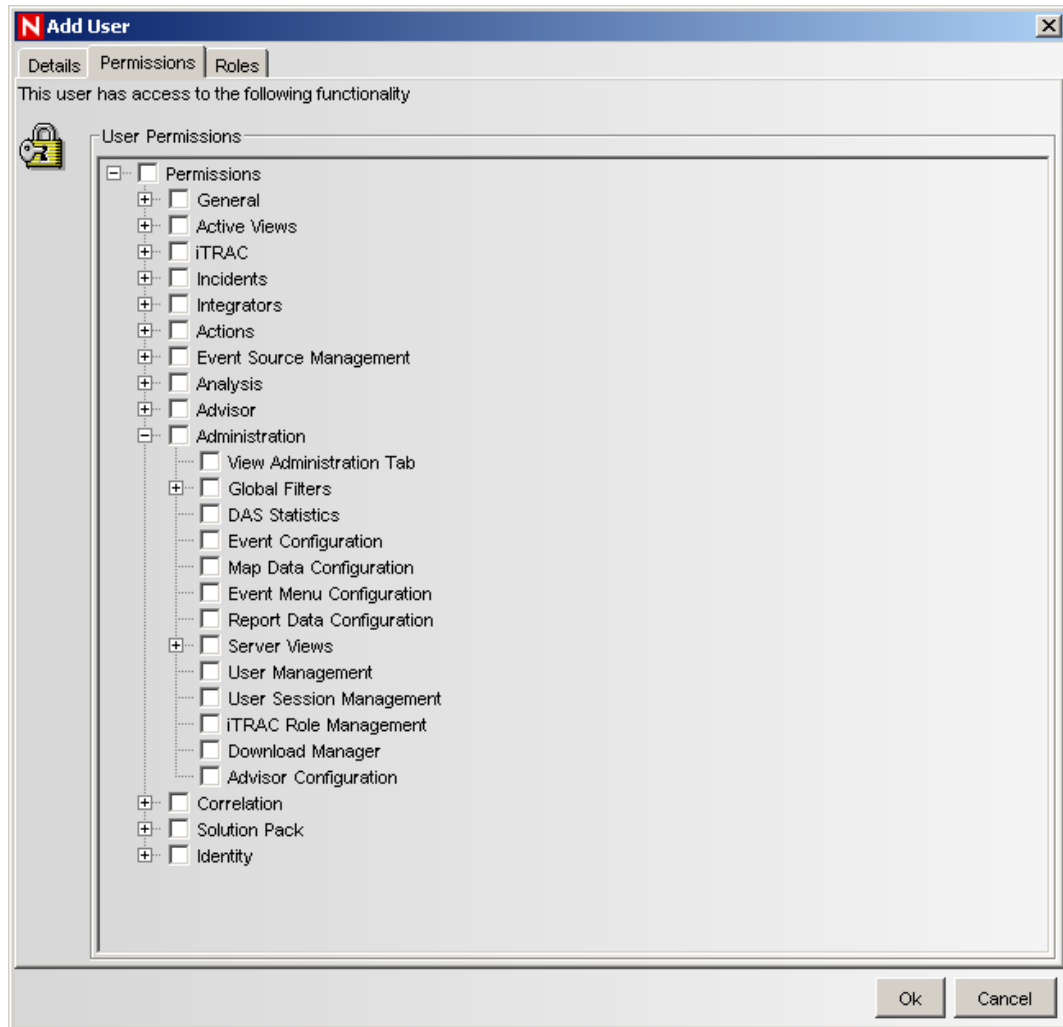 N Add User
Details Permissions Roles
This user has access to the following functionality
User Permissions
Permissions
General
Active Views
iTRAC
Incidents
Integrators
Actions
Event Source Management
Analysis
Advisor
Administration
View Administration Tab
Global Filters
DAS Statistics
Event Configuration
Map Data Configuration
Event Menu Configuration
Report Data Configuration
Server Views
User Management
User Session Management
iTRAC Role Management
Download Manager
Advisor Configuration
Correlation
Solution Pack
Identity
Ok Cancel